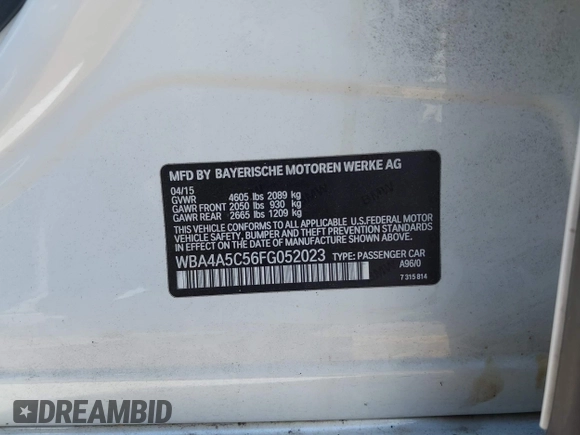 MFD BY BAYERISCHE MOTOREN WERKE AG
04/15
GVWR 4605 lbs 2089 kg
GAWR FRONT 2050 lbs 930 kg
GAWR REAR 2665 lbs 1209 kg
THIS VEHICLE CONFORMS TO ALL APPLICABLE U.S.FEDERAL MOTOR
VEHICLE SAFETY, BUMPER, AND THEFT PREVENTION STANDARDS IN
EFFECT ON THE DATE OF MANUFACTURE SHOWN ABOVE.
WBA4A5C56FG052023 TYPE: PASSENGER CAR
A96/0
7 315 814
DREAMBID